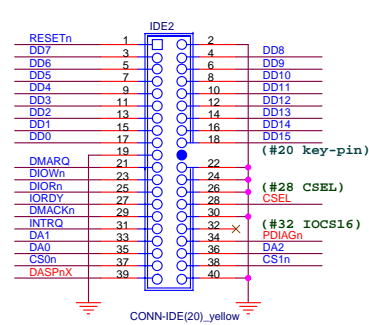 IDE2
RESETn 1 2
DD7 3 4 DD8
DD6 5 6 DD9
DD5 7 8 DD10
DD4 9 10 DD11
DD3 11 12 DD12
DD2 13 14 DD13
DD1 15 16 DD14
DD0 17 18 DD15
19 (#20 key-pin)
DMARQ 21 22
DIOWn 23 24
DIORn 25 26 (#28 CSEL)
IORDY 27 28 CSEL
DMACKn 29 30
INTRQ 31 32 (#32 IOCS16)
DA1 33 34 PDIAGn
DA0 35 36 DA2
CS0n 37 38 CS1n
DASPnX 39 40
CONN-IDE(20)_yellow